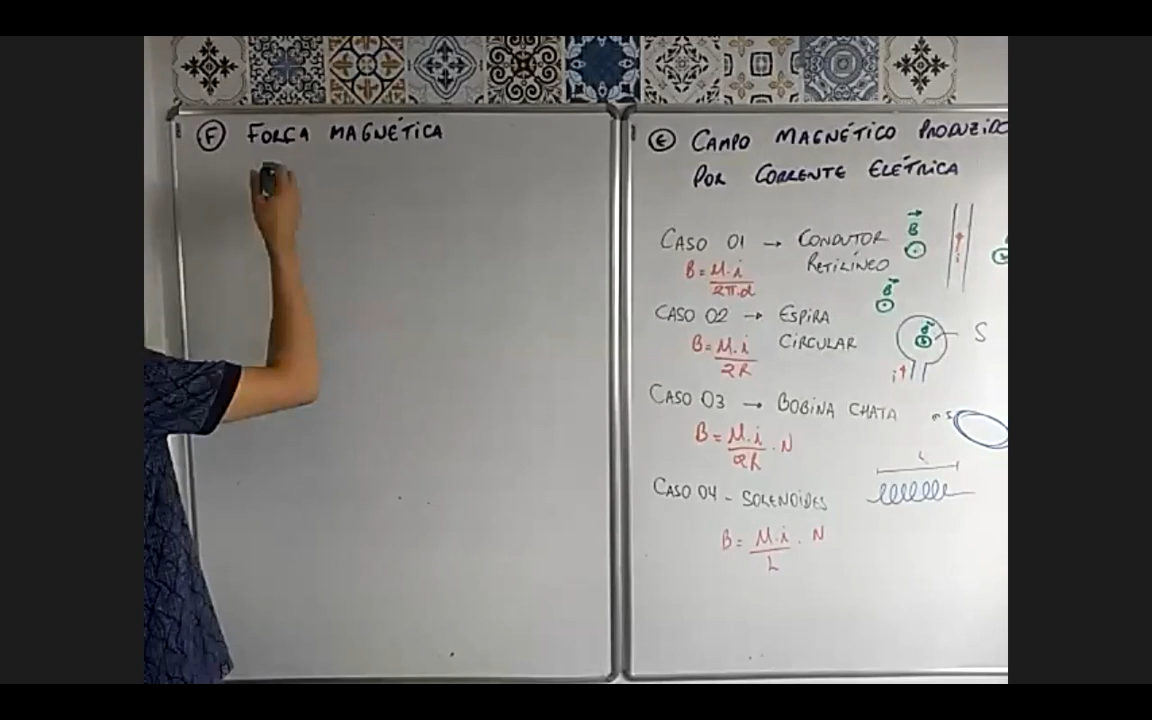 F FORÇA MAGNÉTICA
E CAMPO MAGNÉTICO PRODUZIDO
POR CORRENTE ELÉTRICA
CASO 01 → CONDUTOR
RETILÍNEO
B = μ.i
2π.d
B
i
CASO 02 → ESPIRA
CIRCULAR
B = μ.i
2R
B
B
S
i
CASO 03 → BOBINA CHATA
B = μ.i . N
2R
CASO 04 - SOLENOIDES
L
B = μ.i . N
L